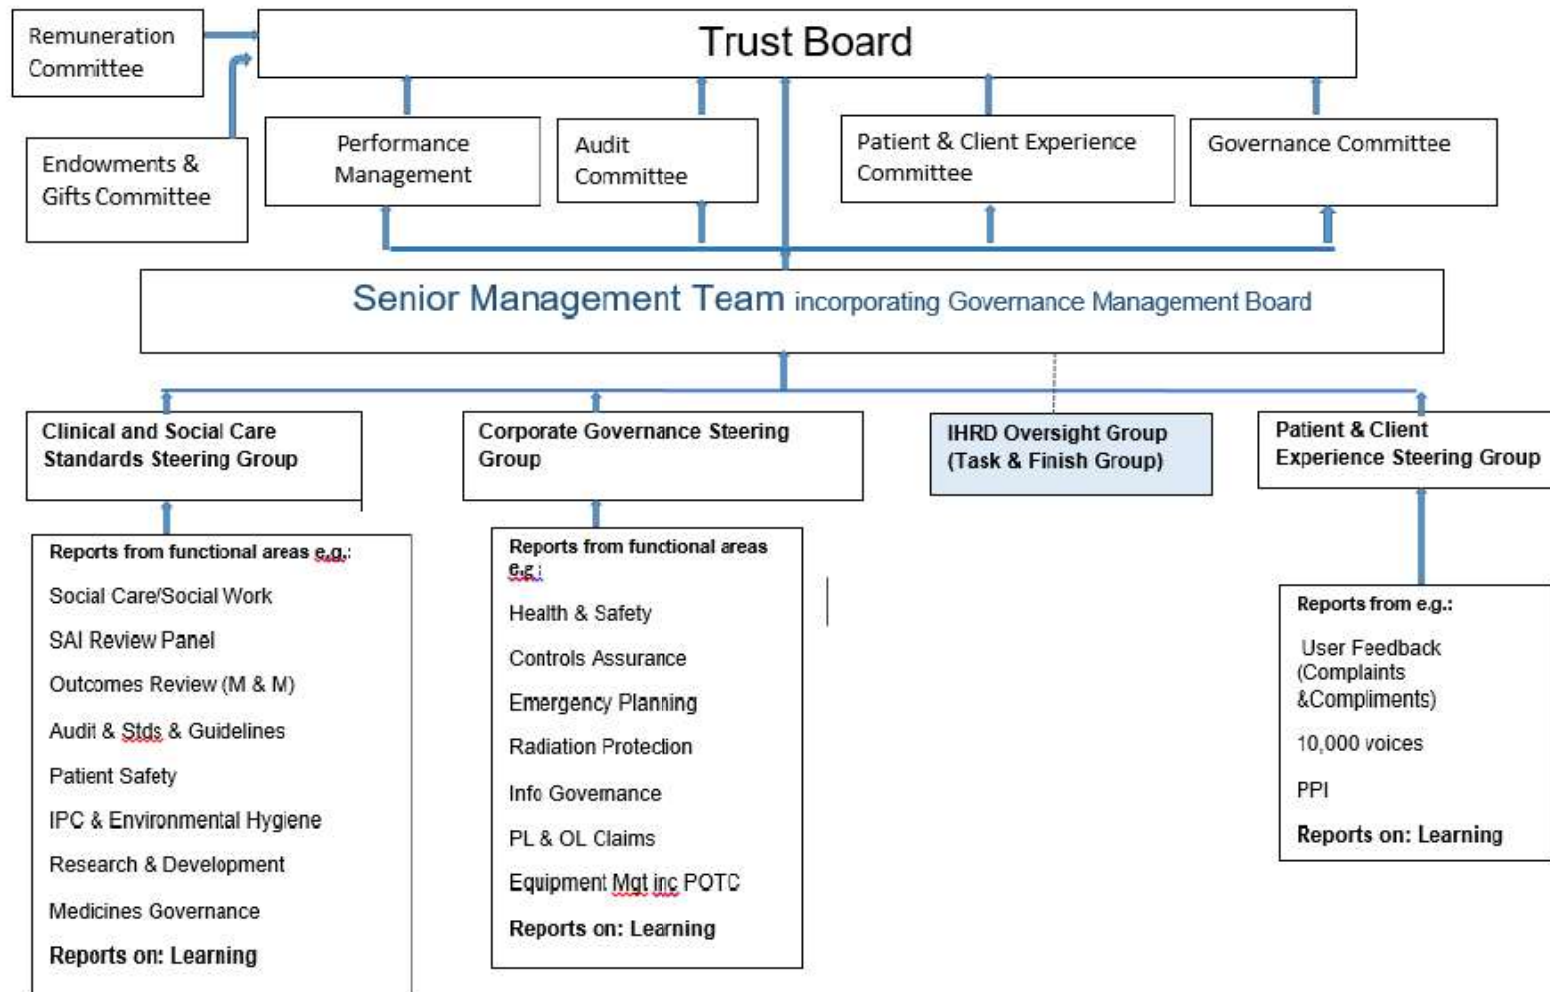 Remuneration
Committee
Trust Board
Endowments &
Gifts Committee
Performance
Management
Audit
Committee
Patient & Client Experience
Committee
Governance Committee
Senior Management Team incorporating Governance Management Board
Clinical and Social Care
Standards Steering Group
Corporate Governance Steering
Group
IHRD Oversight Group
(Task & Finish Group)
Patient & Client
Experience Steering Group
Reports from functional areas e.g.:
Social Care/Social Work
SAI Review Panel
Outcomes Review (M & M)
Audit & Stds & Guidelines
Patient Safety
IPC & Environmental Hygiene
Research & Development
Medicines Governance
Reports on: Learning
Reports from functional areas
e.g :
Health & Safety
Controls Assurance
Emergency Planning
Radiation Protection
Info Governance
PL & OL Claims
Equipment Mgt inc POTC
Reports on: Learning
Reports from e.g.:
User Feedback
(Complaints
&Compliments)
10,000 voices
PPI
Reports on: Learning